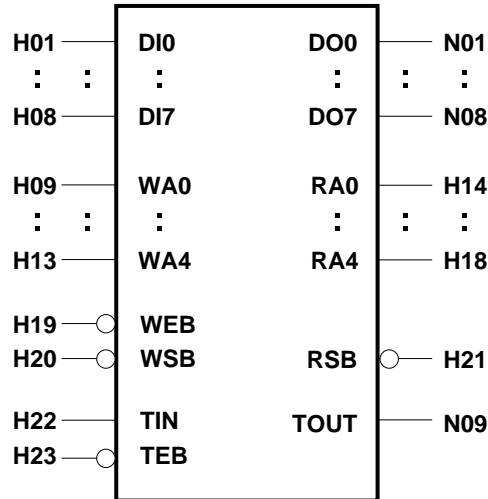 H01 DI0 DO0 N01
: : : : : :
H08 DI7 DO7 N08
H09 WA0 RA0 H14
: : : : : :
H13 WA4 RA4 H18
H19 WEB
H20 WSB RSB H21
H22 TIN TOUT N09
H23 TEB